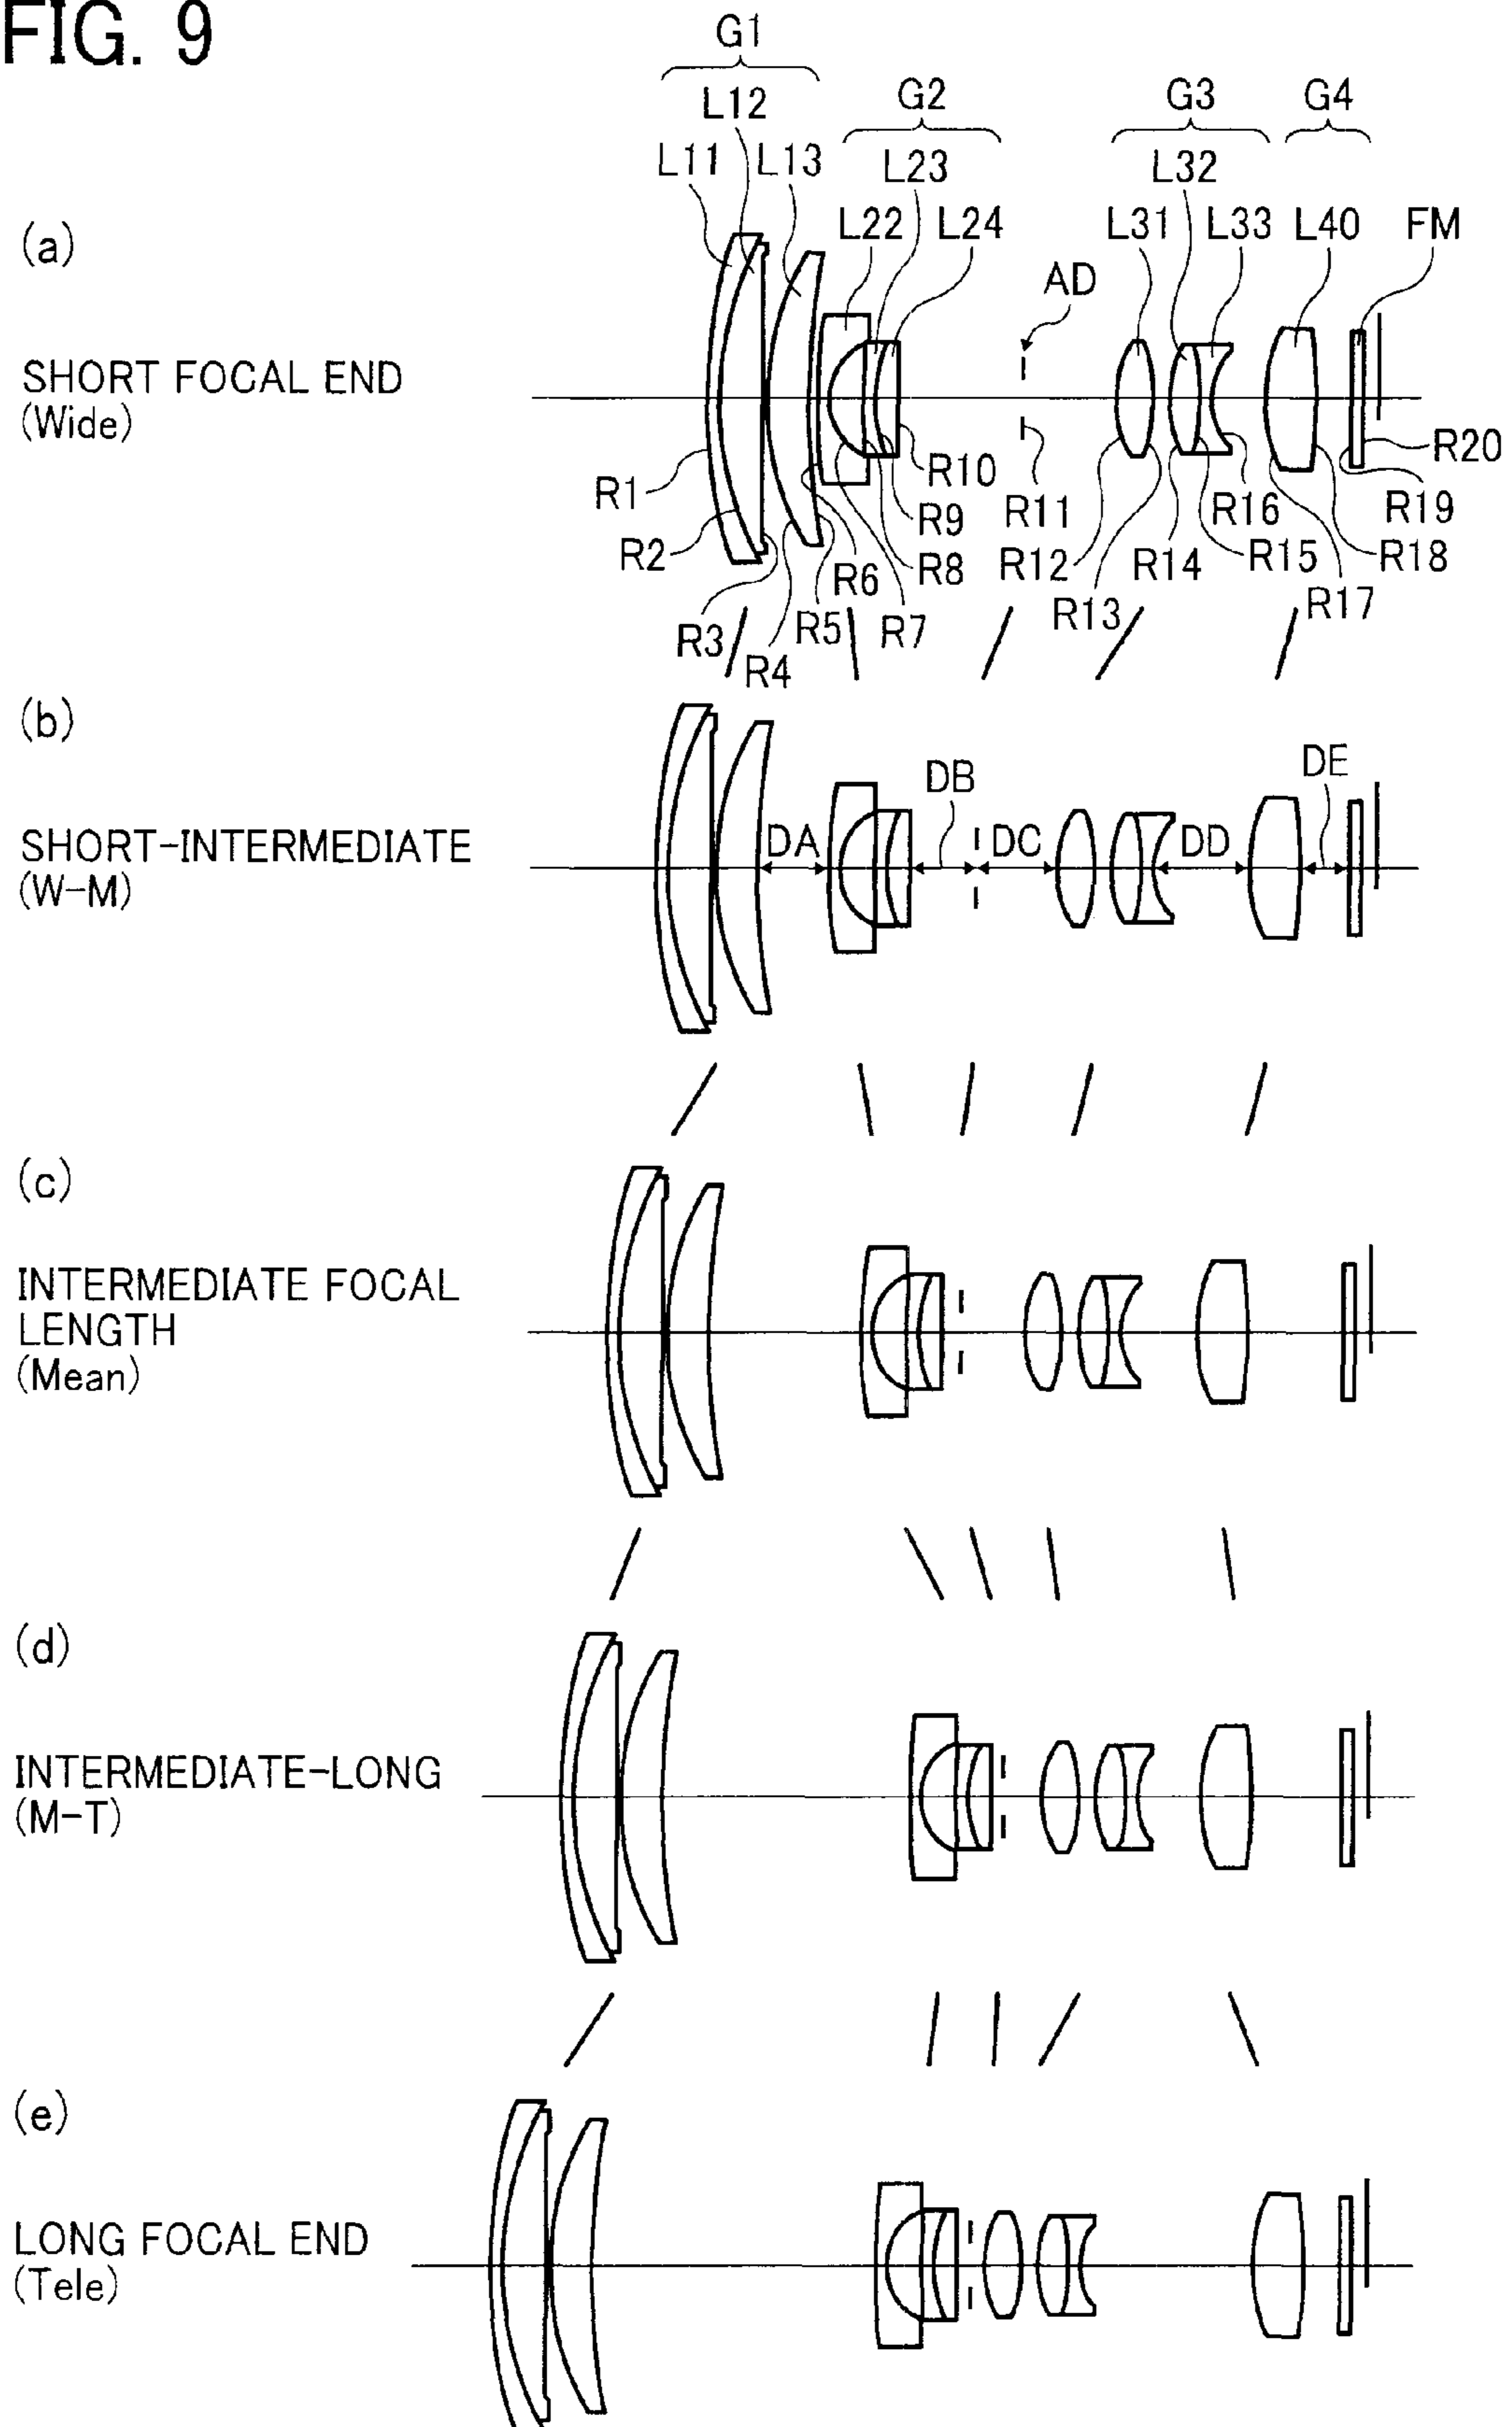 FIG. 9
G1
L12
L11 L13
G2
L23
L22 L24
G3 G4
L32
L31 L33 L40 FM
AD
(a)
SHORT FOCAL END
(Wide)
R1
R2
R3
R4
R5
R6
R7
R8
R9
R10
R11
R12
R13
R14
R15
R16
R17
R18
R19
R20
(b)
SHORT-INTERMEDIATE
(W-M)
DA
DB
DC
DD
DE
(c)
INTERMEDIATE FOCAL
LENGTH
(Mean)
(d)
INTERMEDIATE-LONG
(M-T)
(e)
LONG FOCAL END
(Tele)